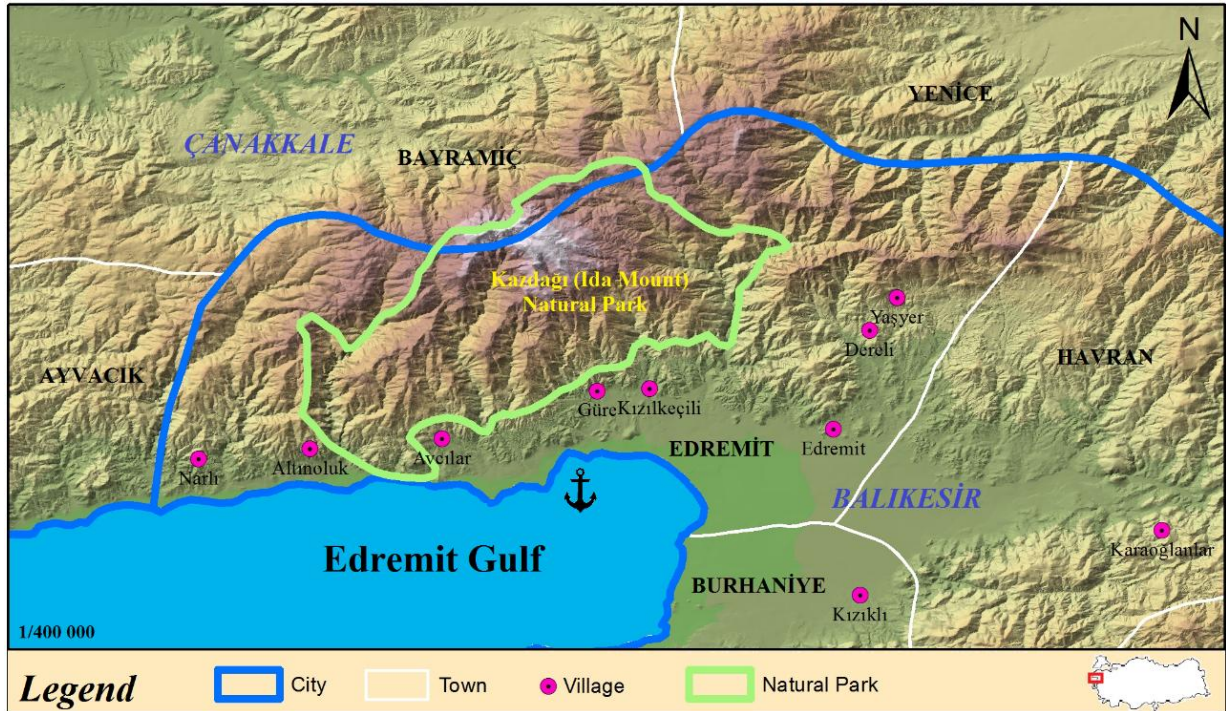 N
YENİCE
ÇANAKKALE
BAYRAMİÇ
Kazdağı (Ida Mount)
Natural Park
Yaşyer
Dereli
HAVRAN
AYVACIK
Güre
Kızılkeçili
Narlı
Altınoluk
Avcılar
EDREMİT
Edremit
BALIKESİR
Karaoğlanlar
Edremit Gulf
BURHANİYE
Kızıklı
1/400 000
Legend
City
Town
Village
Natural Park